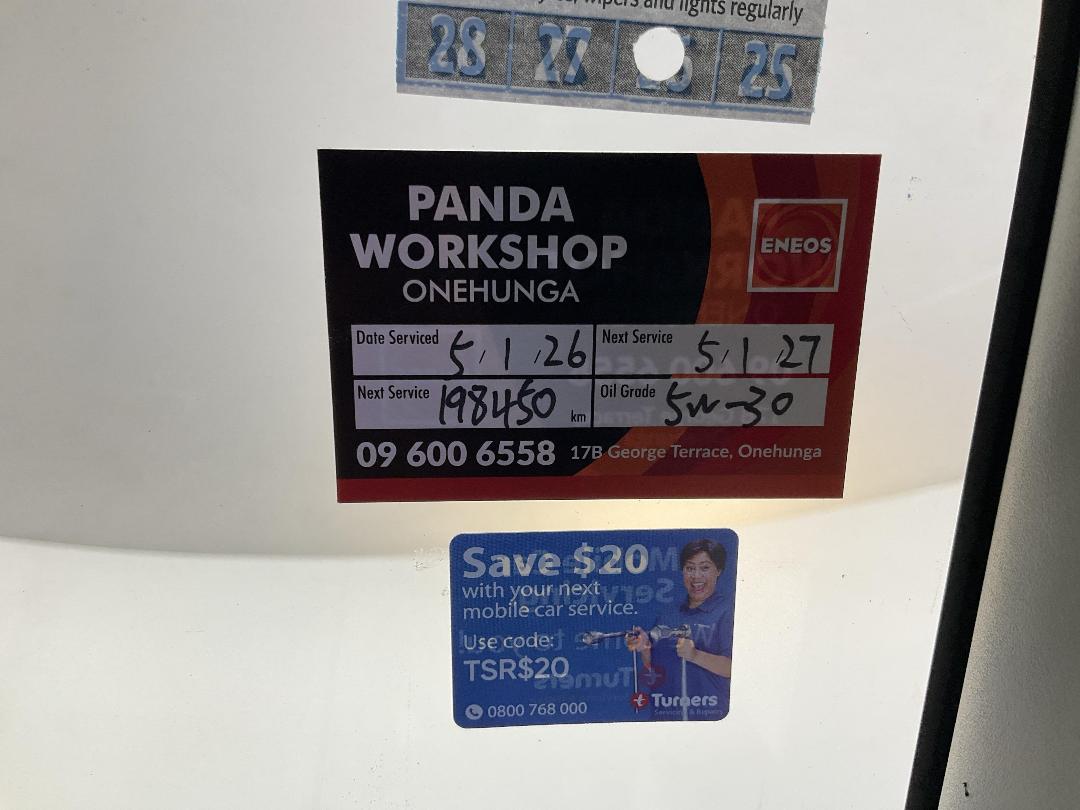 wipers and lights regularly
28 27 25
PANDA
WORKSHOP
ONEHUNGA
ENEOS
Date Serviced 5/1/26 Next Service 5/1/27
Next Service 198450 km Oil Grade 5W-30
09 600 6558 17B George Terrace, Onehunga
Save $20
with your next
mobile car service.
Use code:
TSR$20
0800 768 000
Turners
Servicing & Repairs